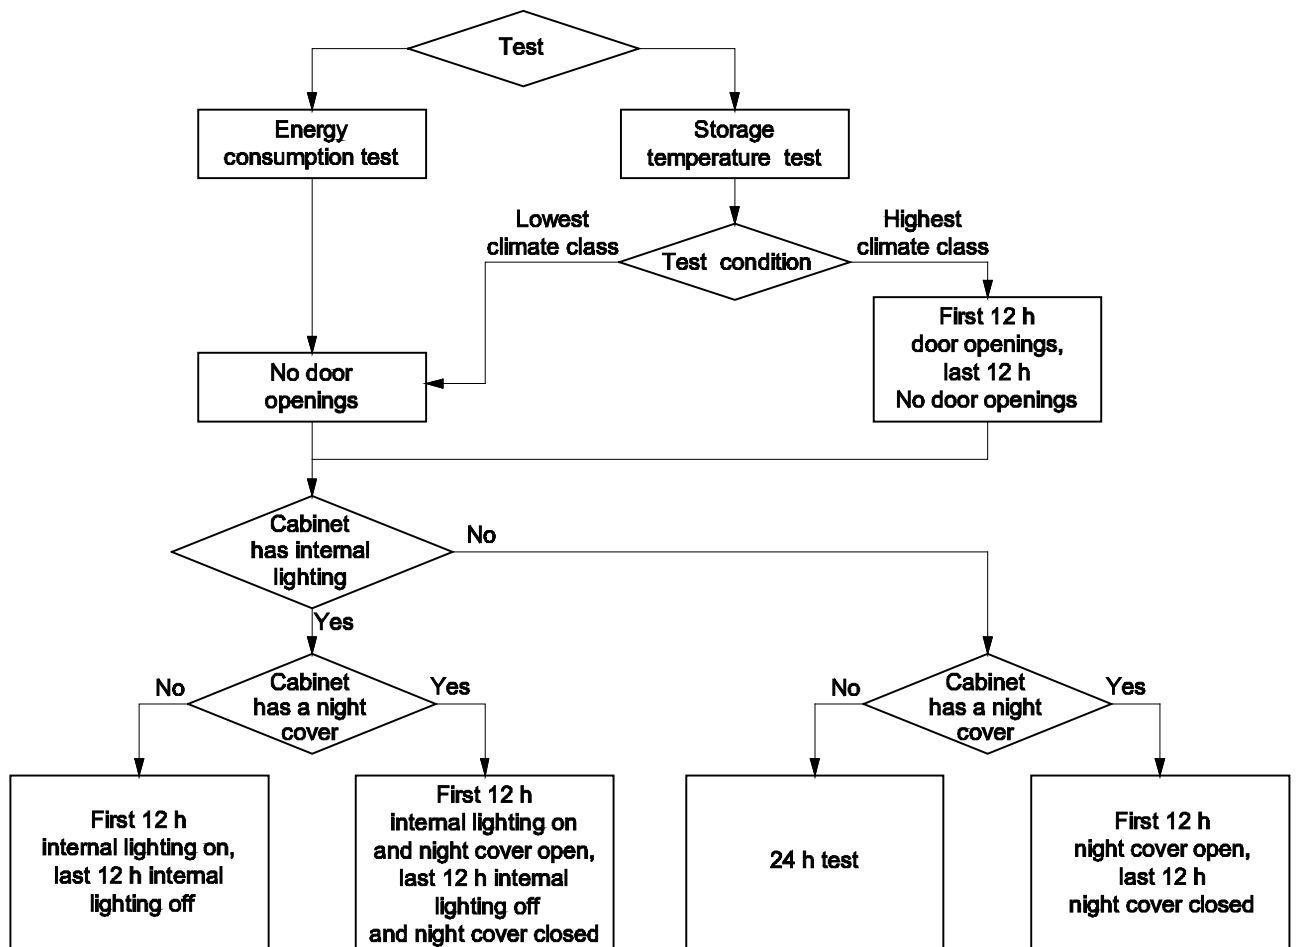 Test
Energy
consumption test
Storage
temperature test
Lowest
climate class
Highest
climate class
Test condition
First 12 h
door openings,
last 12 h
No door openings
No door
openings
Cabinet
has internal
lighting
No
Yes
No
Cabinet
has a night
cover
Yes
No
Cabinet
has a night
cover
Yes
First 12 h
internal lighting on,
last 12 h internal
lighting off
First 12 h
internal lighting on
and night cover open,
last 12 h internal
lighting off
and night cover closed
24 h test
First 12 h
night cover open,
last 12 h
night cover closed